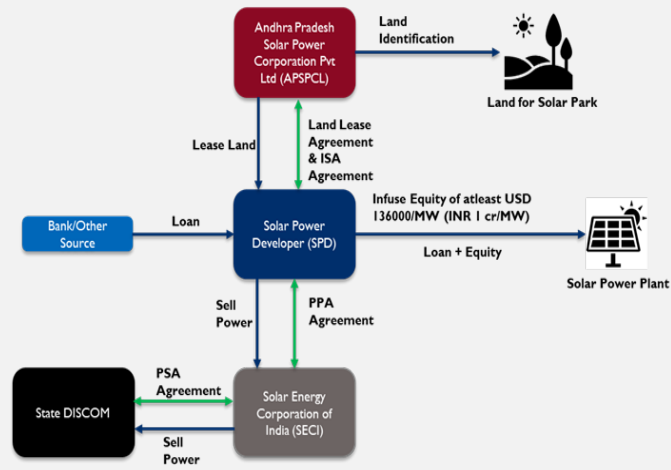 Andhra Pradesh
Solar Power
Corporation Pvt
Ltd (APSPCL)
Land
Identification
Land for Solar Park
Lease Land
Land Lease
Agreement
& ISA
Agreement
Bank/Other
Source
Loan
Solar Power
Developer (SPD)
Infuse Equity of atleast USD
136000/MW (INR 1 cr/MW)
Loan + Equity
Solar Power Plant
Sell
Power
PPA
Agreement
State DISCOM
PSA
Agreement
Sell
Power
Solar Energy
Corporation of
India (SECI)